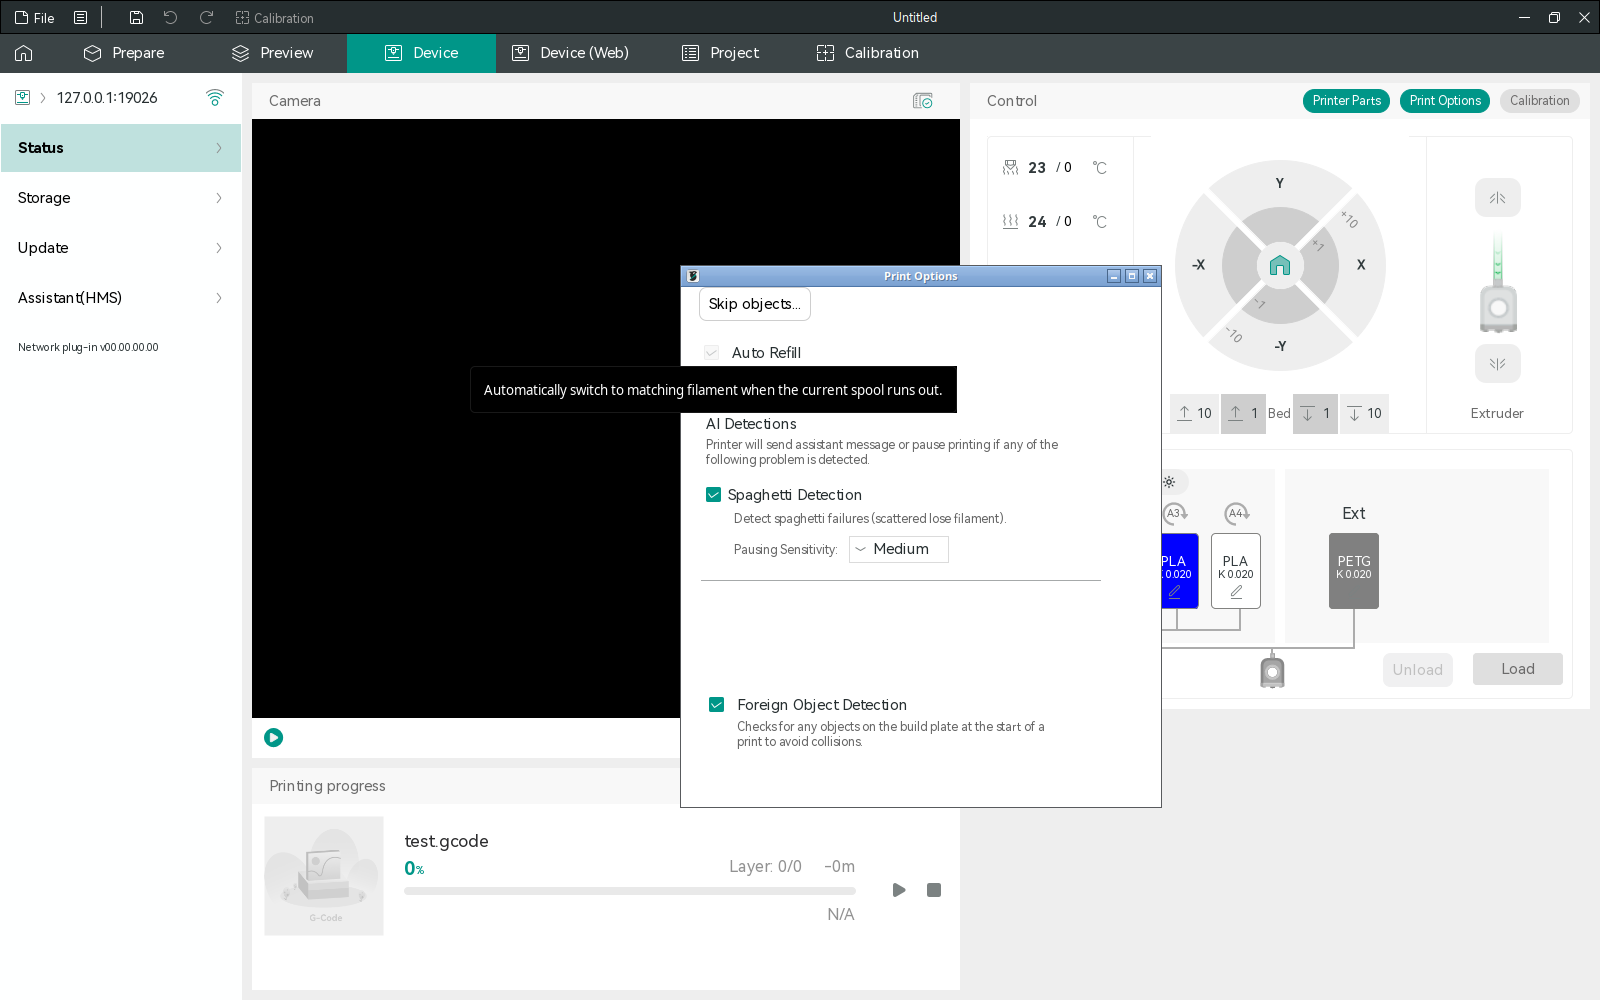 File
Calibration
Untitled
Prepare
Preview
Device
Device (Web)
Project
Calibration
127.0.0.1:19026
Status
Storage
Update
Assistant(HMS)
Network plug-in v00.00.00.00
Camera
Control
Printer Parts
Print Options
Calibration
23 / 0 °C
24 / 0 °C
Y
+10
+1
-X
X
-1
-10
-Y
10
1
Bed
1
10
Extruder
Print Options
Skip objects...
Auto Refill
Automatically switch to matching filament when the current spool runs out.
AI Detections
Printer will send assistant message or pause printing if any of the
following problem is detected.
Spaghetti Detection
Detect spaghetti failures (scattered lose filament).
Pausing Sensitivity:
Medium
Foreign Object Detection
Checks for any objects on the build plate at the start of a
print to avoid collisions.
A3
A4
Ext
PLA
0.020
PLA
K 0.020
PETG
K 0.020
Unload
Load
Printing progress
test.gcode
0%
Layer: 0/0
-0m
N/A
G-Code